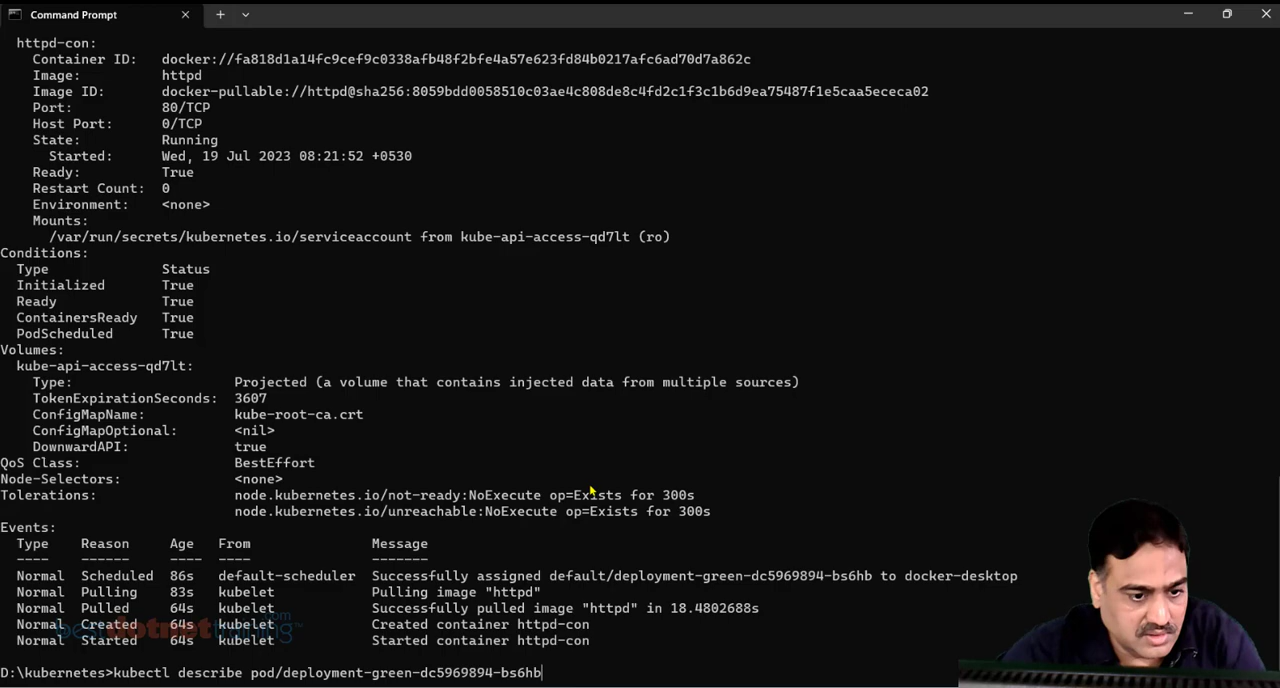 Command Prompt
httpd-con:
Container ID: docker://fa818d1a14fc9cef9c0338afb48f2bfe4a57e623fd84b0217afc6ad70d7a862c
Image: httpd
Image ID: docker-pullable://httpd@sha256:8059bdd0058510c03ae4c808de8c4fd2c1f3c1b6d9ea75487f1e5caa5ececa02
Port: 80/TCP
Host Port: 0/TCP
State: Running
Started: Wed, 19 Jul 2023 08:21:52 +0530
Ready: True
Restart Count: 0
Environment: <none>
Mounts:
/var/run/secrets/kubernetes.io/serviceaccount from kube-api-access-qd7lt (ro)
Conditions:
Type Status
Initialized True
Ready True
ContainersReady True
PodScheduled True
Volumes:
kube-api-access-qd7lt:
Type: Projected (a volume that contains injected data from multiple sources)
TokenExpirationSeconds: 3607
ConfigMapName: kube-root-ca.crt
ConfigMapOptional: <nil>
DownwardAPI: true
QoS Class: BestEffort
Node-Selectors: <none>
Tolerations: node.kubernetes.io/not-ready:NoExecute op=Exists for 300s
node.kubernetes.io/unreachable:NoExecute op=Exists for 300s
Events:
Type Reason Age From Message
---- ------ ---- ---- -------
Normal Scheduled 86s default-scheduler Successfully assigned default/deployment-green-dc5969894-bs6hb to docker-desktop
Normal Pulling 83s kubelet Pulling image "httpd"
Normal Pulled 64s kubelet Successfully pulled image "httpd" in 18.4802688s
Normal Created 64s kubelet Created container httpd-con
Normal Started 64s kubelet Started container httpd-con
bestdotnettraining.com
D:\kubernetes>kubectl describe pod/deployment-green-dc5969894-bs6hb